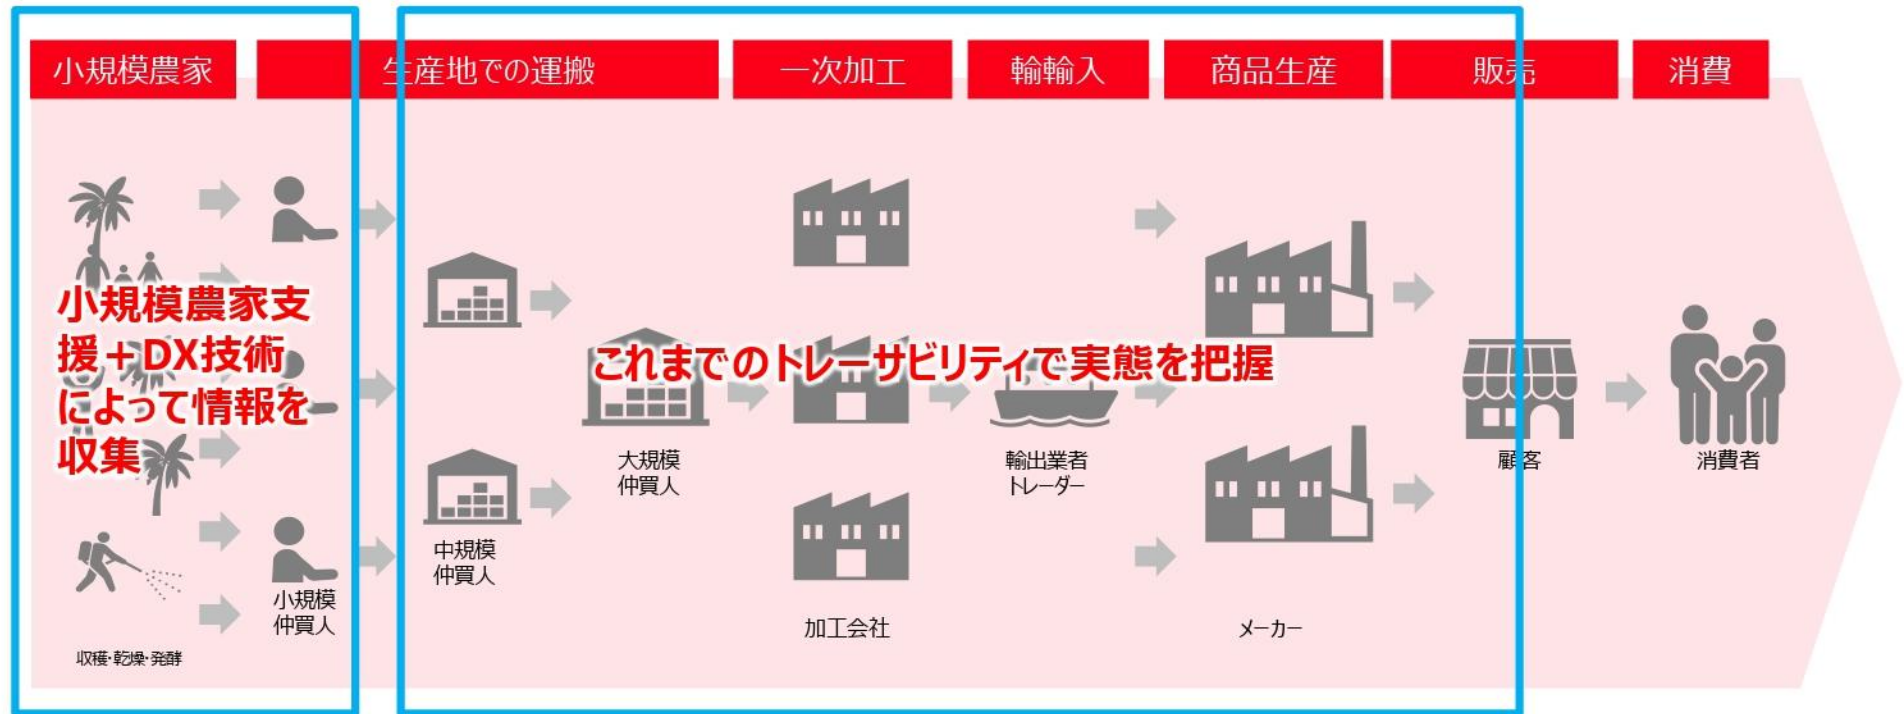 小規模農家
生産地での運搬
一次加工
輸輸入
商品生産
販売
消費
小規模農家支
援＋DX技術
によって情報を
収集
これまでのトレーサビリティで実態を把握
収穫・乾燥・発酵
小規模
仲買人
中規模
仲買人
大規模
仲買人
加工会社
輸出業者
トレーダー
メーカー
顧客
消費者